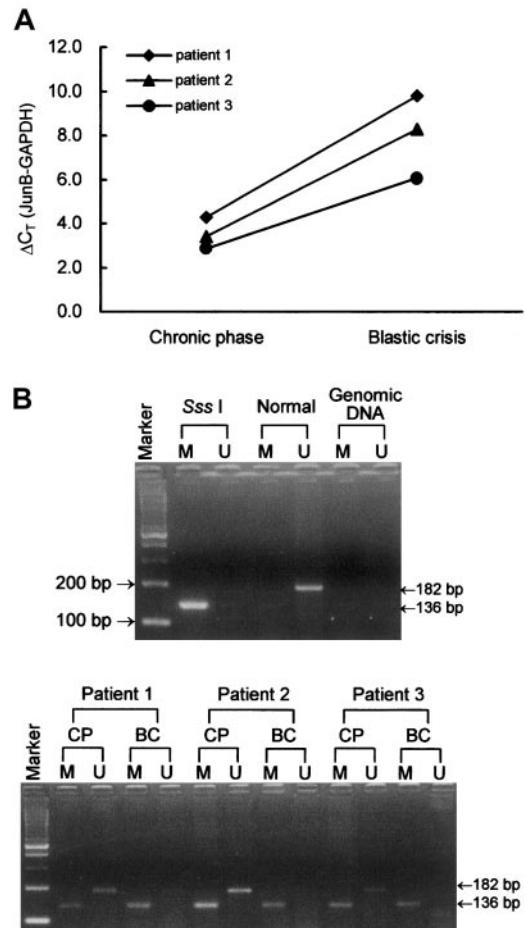 A
patient 1
patient 2
patient 3
12.0
10.0
8.0
6.0
4.0
2.0
0.0
ΔCT (JunB-GAPDH)
Chronic phase
Blastic crisis
B
Marker
Sss I
Normal
Genomic
DNA
M U M U M U
200 bp→
100 bp→
←182 bp
←136 bp
Patient 1 Patient 2 Patient 3
Marker
CP BC CP BC CP BC
M U M U M U M U M U M U
←182 bp
←136 bp